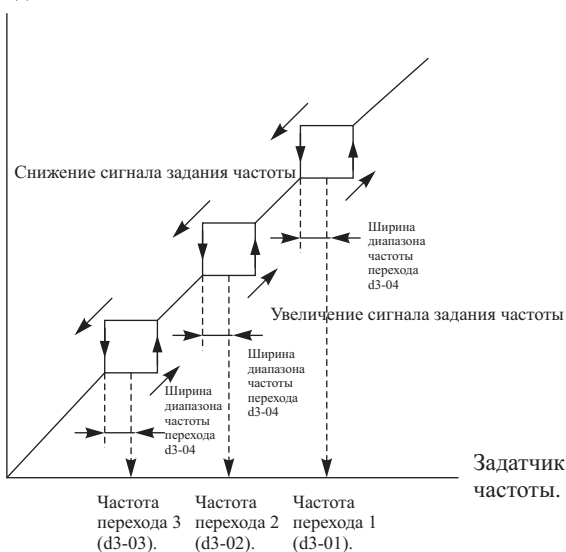 Снижение сигнала задания частоты
Ширина
диапазона
частоты
перехода
d3-04
Увеличение сигнала задания частоты
Ширина
диапазона
частоты
перехода
d3-04
Ширина
диапазона
частоты
перехода
d3-04
Задатчик
частоты.
Частота
перехода 3
(d3-03).
Частота
перехода 2
(d3-02).
Частота
перехода 1
(d3-01).